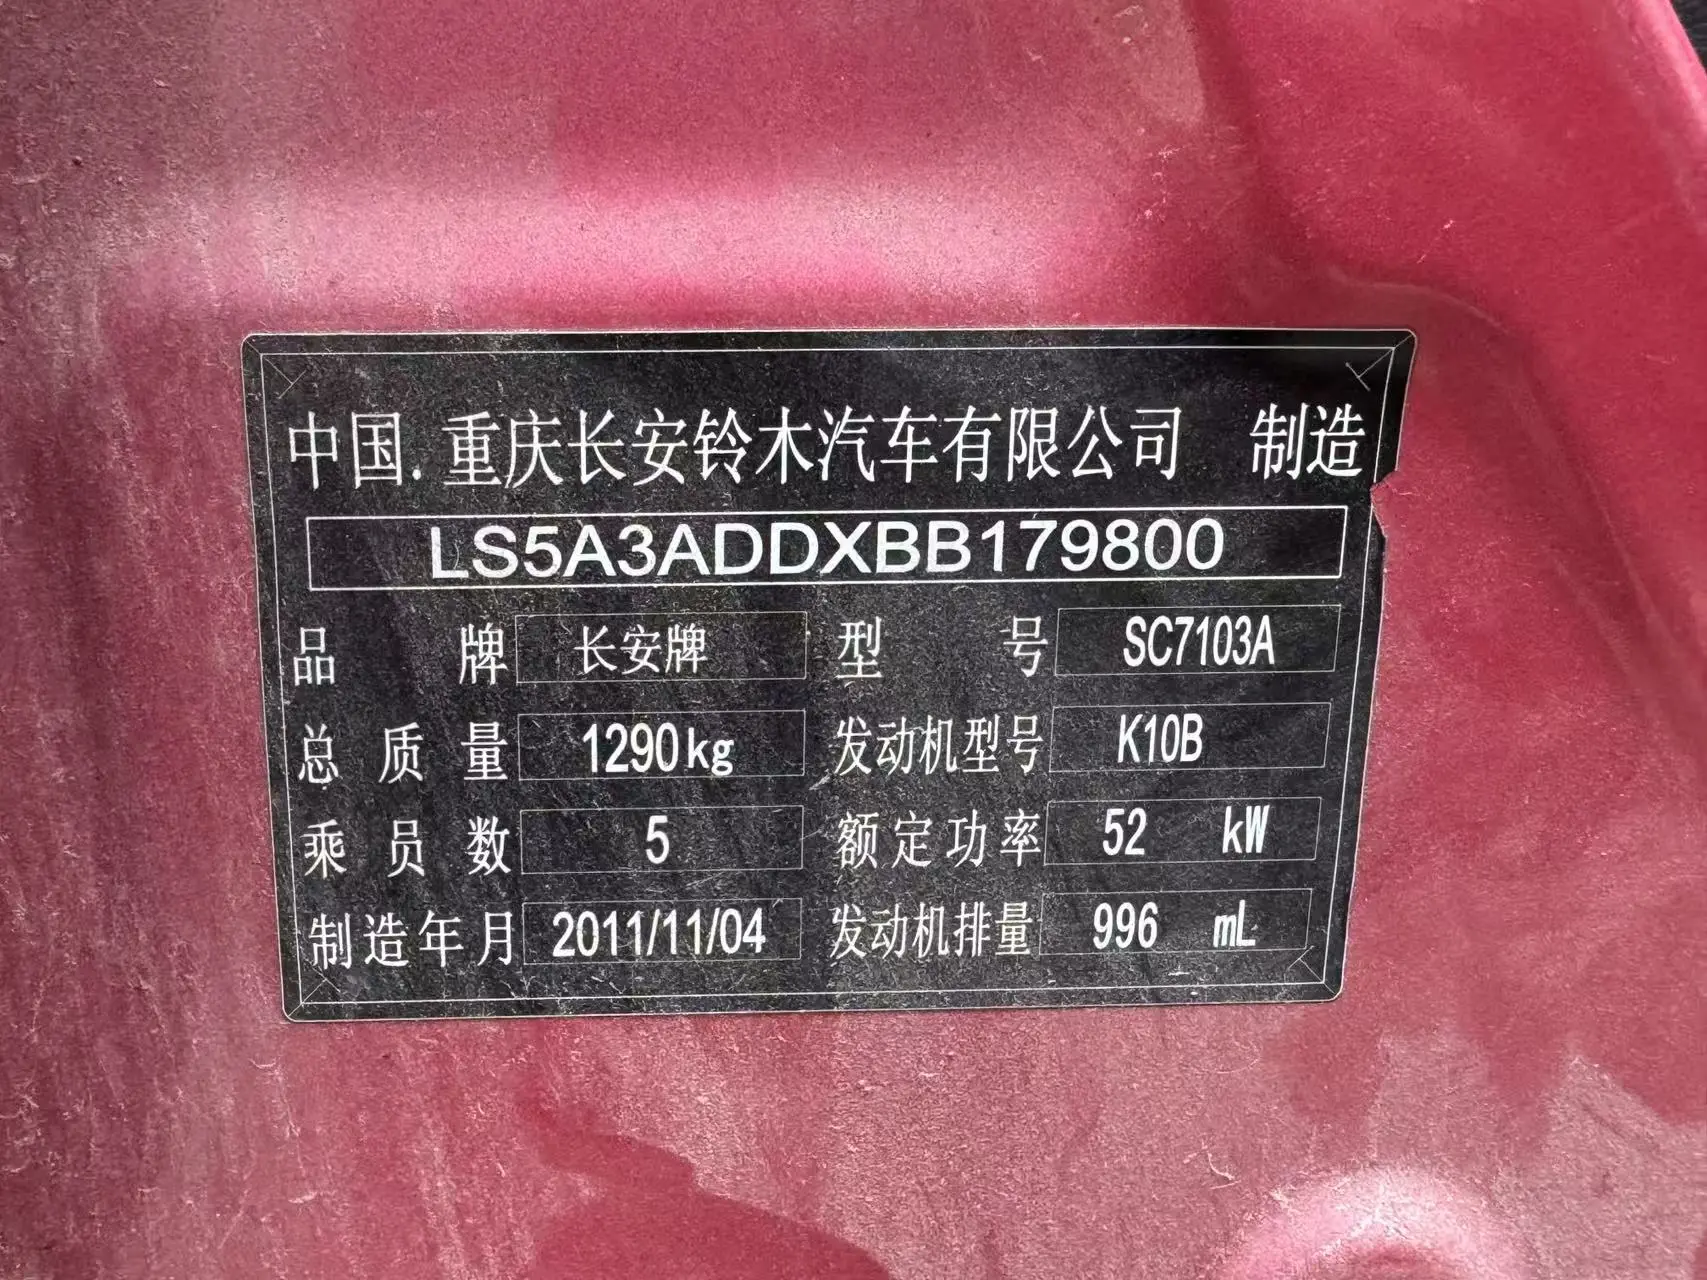 中国.重庆长安铃木汽车有限公司 制造
LS5A3ADDXBB179800
品牌 长安牌 型号 SC7103A
总质量 1290kg 发动机型号 K10B
乘员数 5 额定功率 52 kW
制造年月 2011/11/04 发动机排量 996 mL